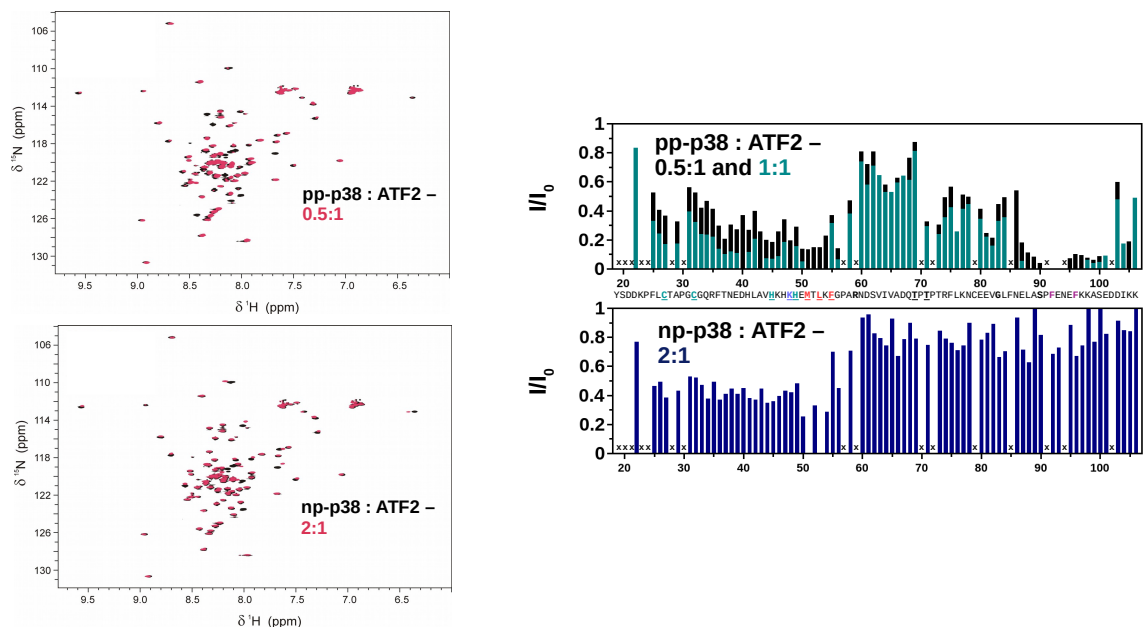 106
110
114
118
122
126
130
δ ¹⁵N (ppm)
pp-p38 : ATF2 –
0.5:1
9.5 9.0 8.5 8.0 7.5 7.0 6.5
δ ¹H (ppm)
106
110
114
118
122
126
130
δ ¹⁵N (ppm)
np-p38 : ATF2 –
2:1
9.5 9.0 8.5 8.0 7.5 7.0 6.5
δ ¹H (ppm)
1
0.8
0.6
0.4
0.2
0
I/I₀
pp-p38 : ATF2 –
0.5:1 and 1:1
x x x x x x x x x x x x x x x x x
20 30 40 50 60 70 80 90 100
YSDDKPFLCTAPGCGQRFTNEDHLAVHKHKHEMTLKFGPARNDSVIVADQTPTPTRFLKNCEEVGLFNELASPFENEFKKASEDDIKK
1
0.8
0.6
0.4
0.2
0
I/I₀
np-p38 : ATF2 –
2:1
x x x x x x x x x x x x x x x x x
20 30 40 50 60 70 80 90 100